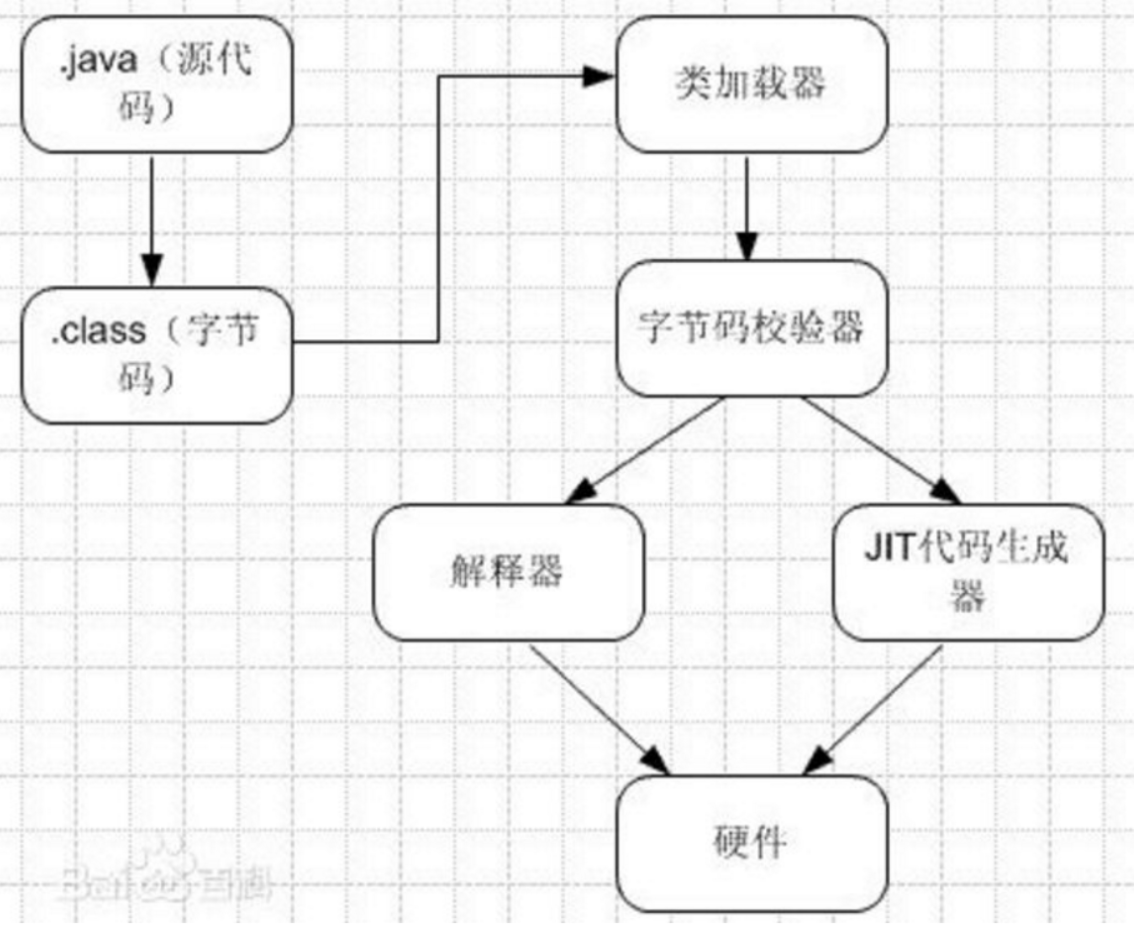 .java（源代
码）
.class（字节
码）
类加载器
字节码校验器
解释器
JIT代码生成
器
硬件
Bai百科